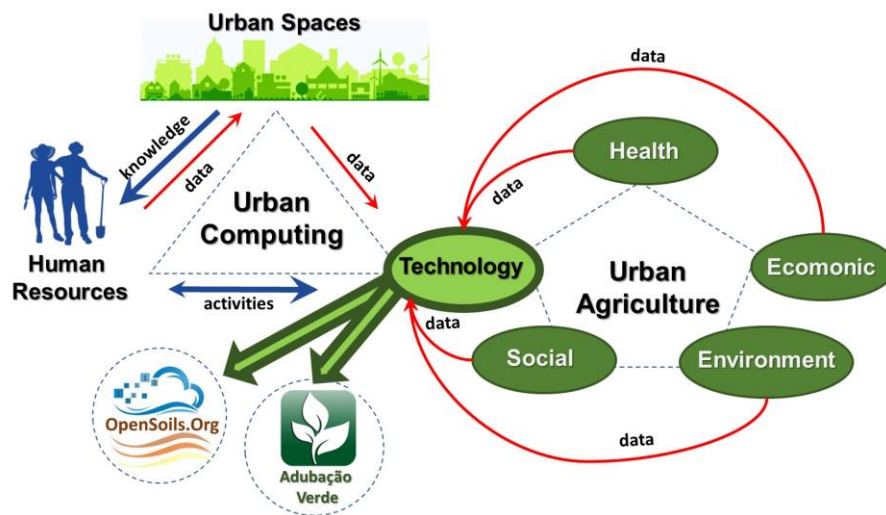 Urban Spaces
data
knowledge
data
data
Health
data
Urban
Computing
Human
Resources
Technology
Urban
Agriculture
Ecomonic
activities
data
Social
Environment
OpenSoils.Org
Adubação
Verde
data